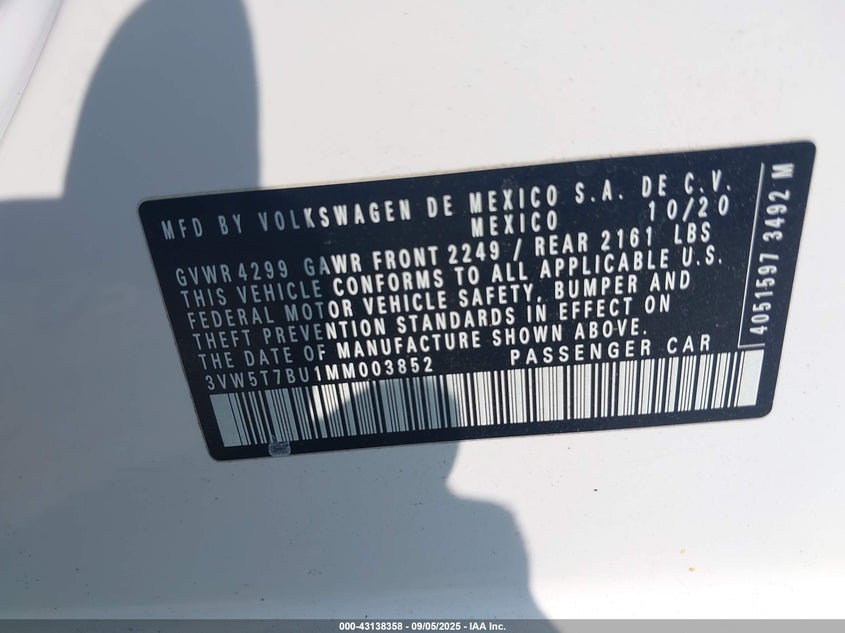 MFD BY VOLKSWAGEN DE MEXICO S.A. DE C.V.
MEXICO 10/20
GVWR 4299 GAWR FRONT 2249 / REAR 2161 LBS
THIS VEHICLE CONFORMS TO ALL APPLICABLE U.S.
FEDERAL MOTOR VEHICLE SAFETY, BUMPER AND
THEFT PREVENTION STANDARDS IN EFFECT ON
THE DATE OF MANUFACTURE SHOWN ABOVE.
3VW5T7BU1MM003852 PASSENGER CAR
4051597 3492 M
000-43138358 - 09/05/2025 - IAA Inc.